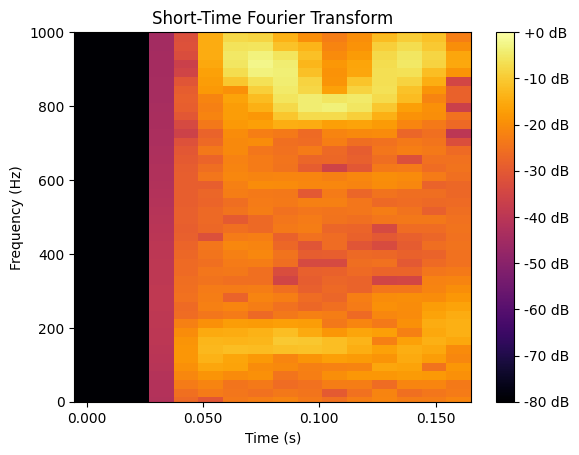 Short-Time Fourier Transform
1000
800
600
400
200
0
Frequency (Hz)
0.000
0.050
0.100
0.150
Time (s)
+0 dB
-10 dB
-20 dB
-30 dB
-40 dB
-50 dB
-60 dB
-70 dB
-80 dB